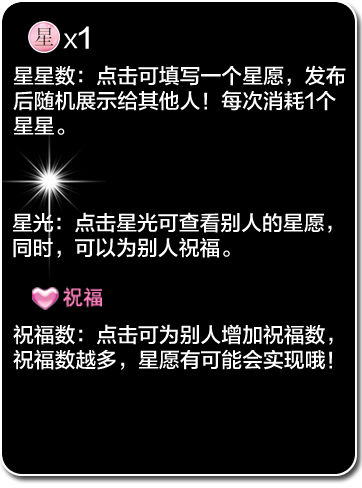 星 x1
星星数：点击可填写一个星愿，发布
后随机展示给其他人！每次消耗1个
星星。
星光：点击星光可查看别人的星愿，
同时，可以为别人祝福。
祝福
祝福数：点击可为别人增加祝福数，
祝福数越多，星愿有可能会实现哦！